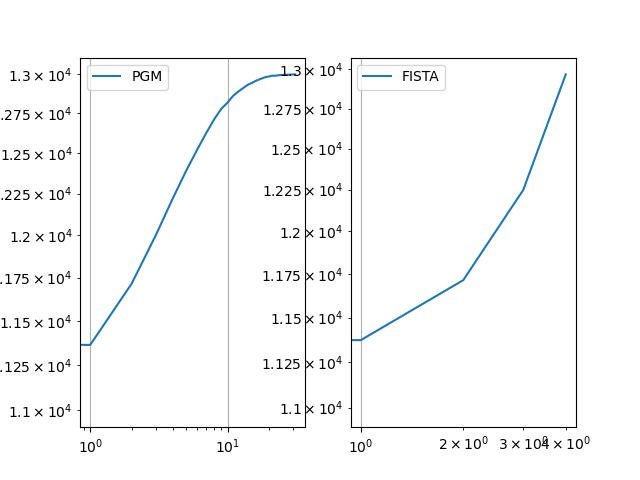 PGM
1.3 × 10⁴
1.275 × 10⁴
1.25 × 10⁴
1.225 × 10⁴
1.2 × 10⁴
1.175 × 10⁴
1.15 × 10⁴
1.125 × 10⁴
1.1 × 10⁴
10⁰
10¹
FISTA
1.3 × 10⁴
1.275 × 10⁴
1.25 × 10⁴
1.225 × 10⁴
1.2 × 10⁴
1.175 × 10⁴
1.15 × 10⁴
1.125 × 10⁴
1.1 × 10⁴
10⁰
2 × 10⁰
3 × 10⁰
4 × 10⁰